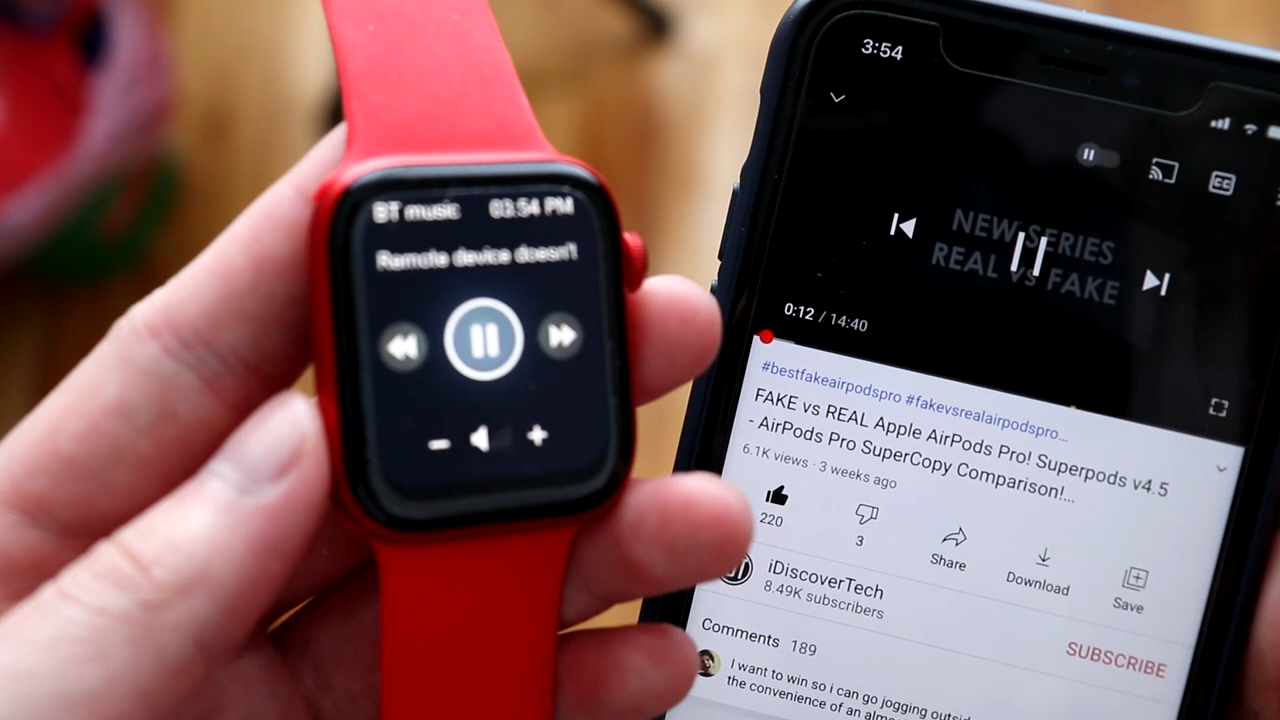 BT music 03:54 PM
Remote device doesn't
3:54
CC
NEW SERIES
REAL vs FAKE
0:12 / 14:40
#bestfakeairpodspro #fakevsrealairpodspro...
FAKE vs REAL Apple AirPods Pro! Superpods v4.5
- AirPods Pro SuperCopy Comparison!...
6.1K views · 3 weeks ago
220
3
Share
Download
Save
iDiscoverTech
8.49K subscribers
SUBSCRIBE
Comments 189
I want to win so i can go jogging outsid
the convenience of an almo